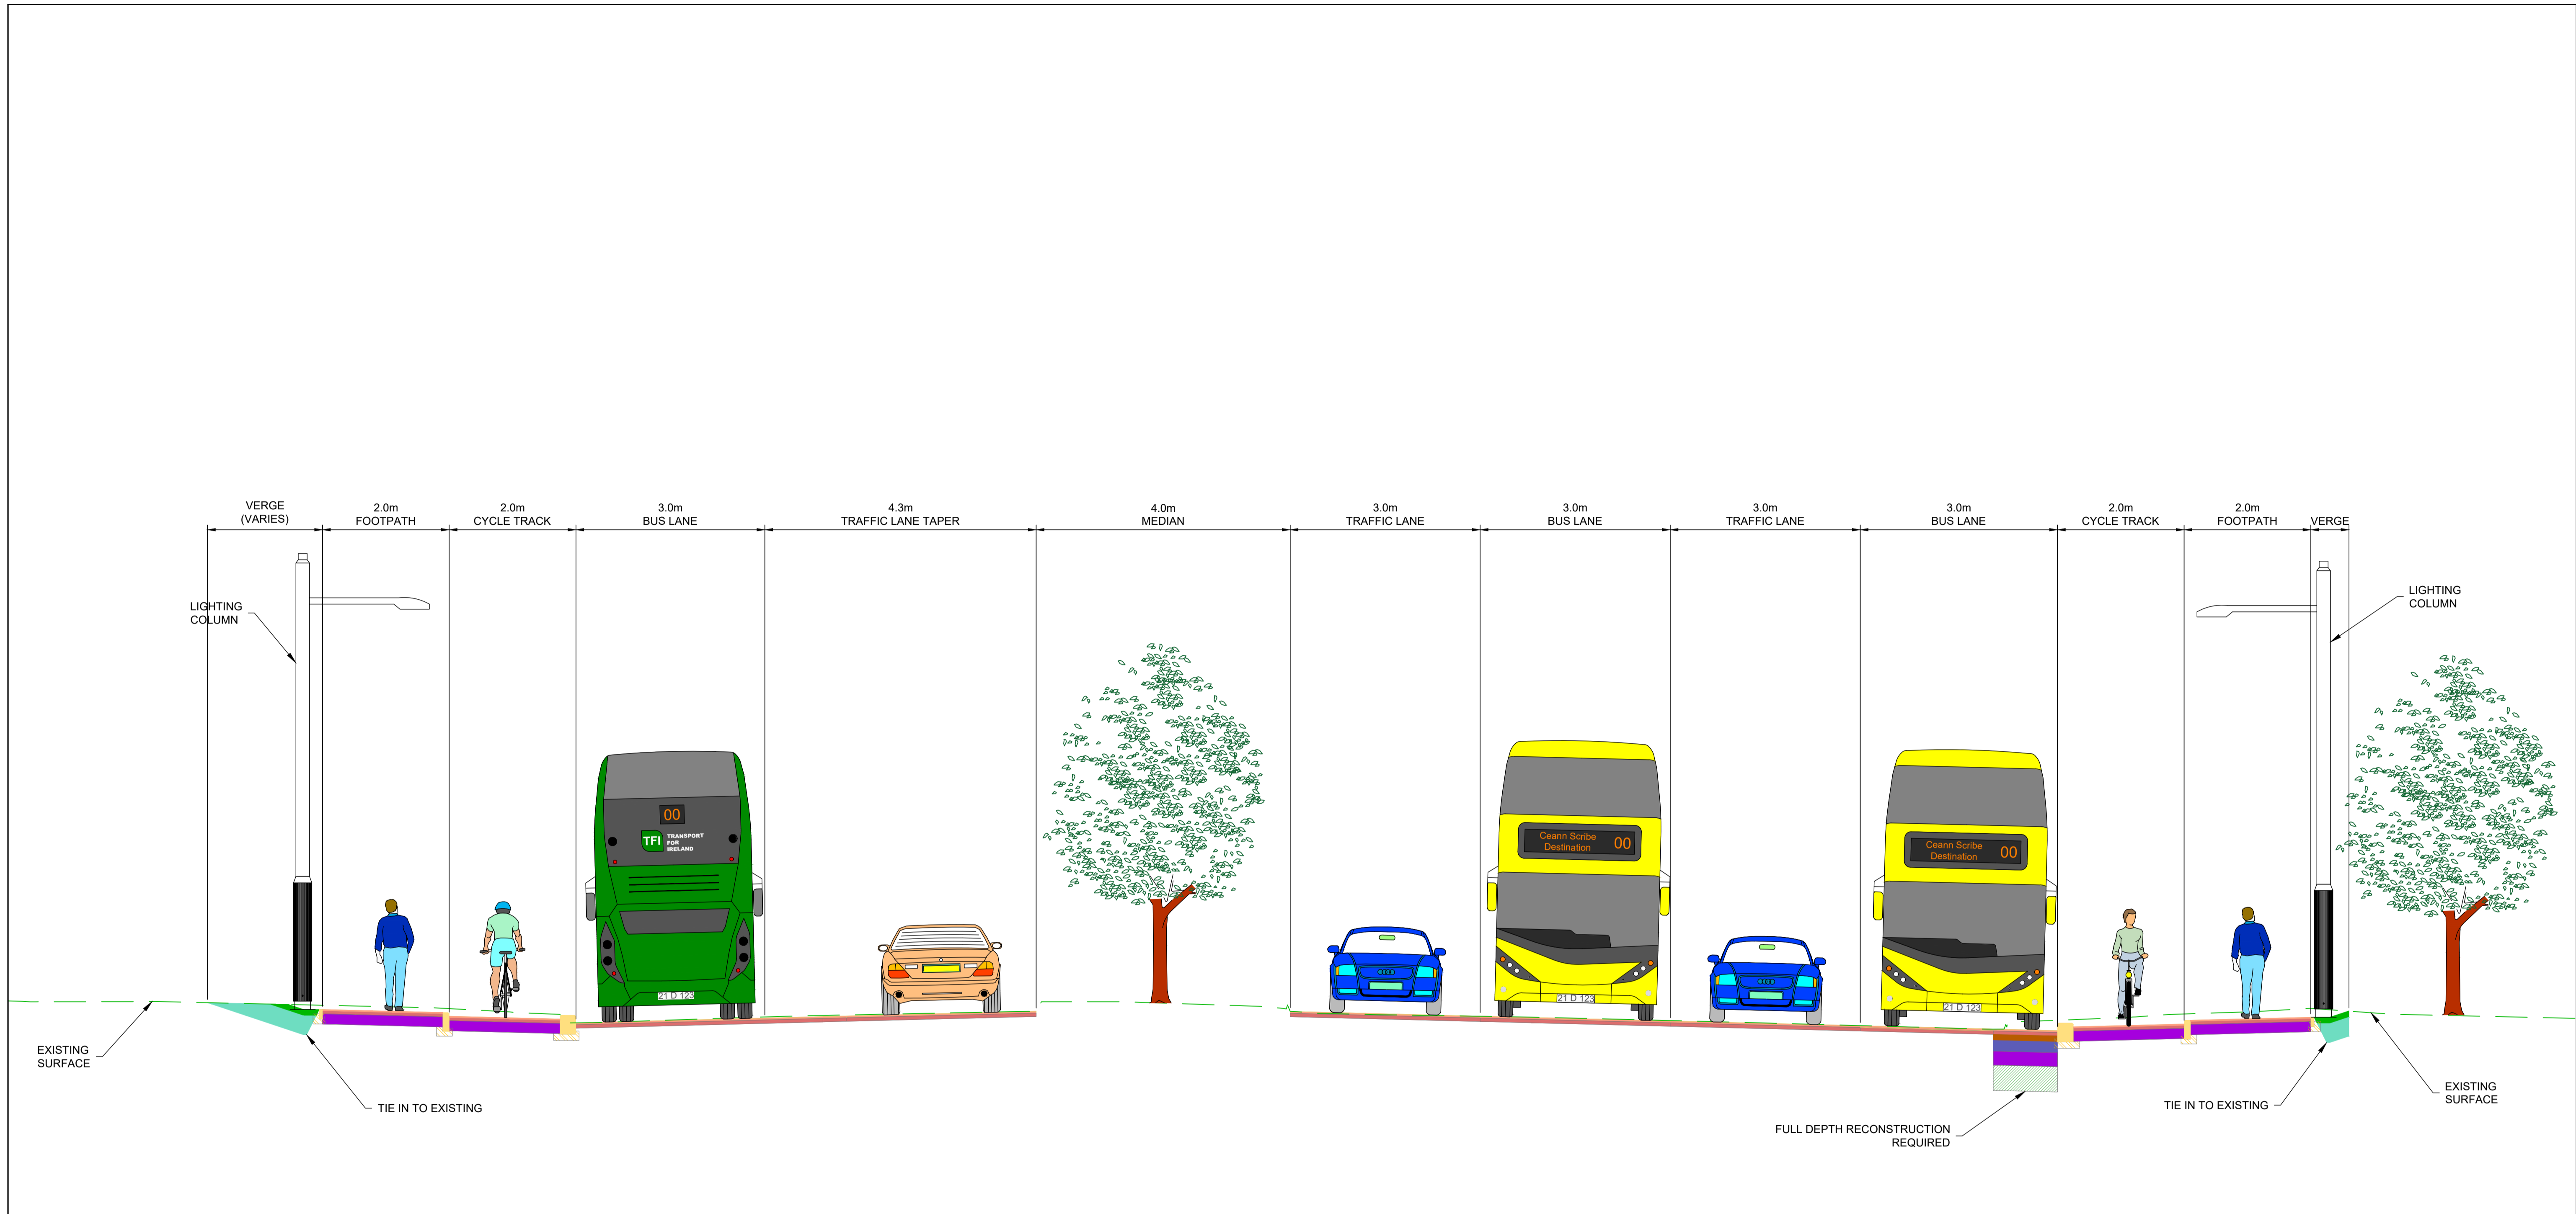 VERGE
(VARIES)
2.0m
FOOTPATH
2.0m
CYCLE TRACK
3.0m
BUS LANE
4.3m
TRAFFIC LANE TAPER
4.0m
MEDIAN
3.0m
TRAFFIC LANE
3.0m
BUS LANE
3.0m
TRAFFIC LANE
3.0m
BUS LANE
2.0m
CYCLE TRACK
2.0m
FOOTPATH
VERGE
LIGHTING
COLUMN
LIGHTING
COLUMN
00
TFI
TRANSPORT
FOR
IRELAND
21 D 123
Ceann Scribe
Destination
00
21 D 123
Ceann Scribe
Destination
00
21 D 123
EXISTING
SURFACE
TIE IN TO EXISTING
FULL DEPTH RECONSTRUCTION
REQUIRED
TIE IN TO EXISTING
EXISTING
SURFACE